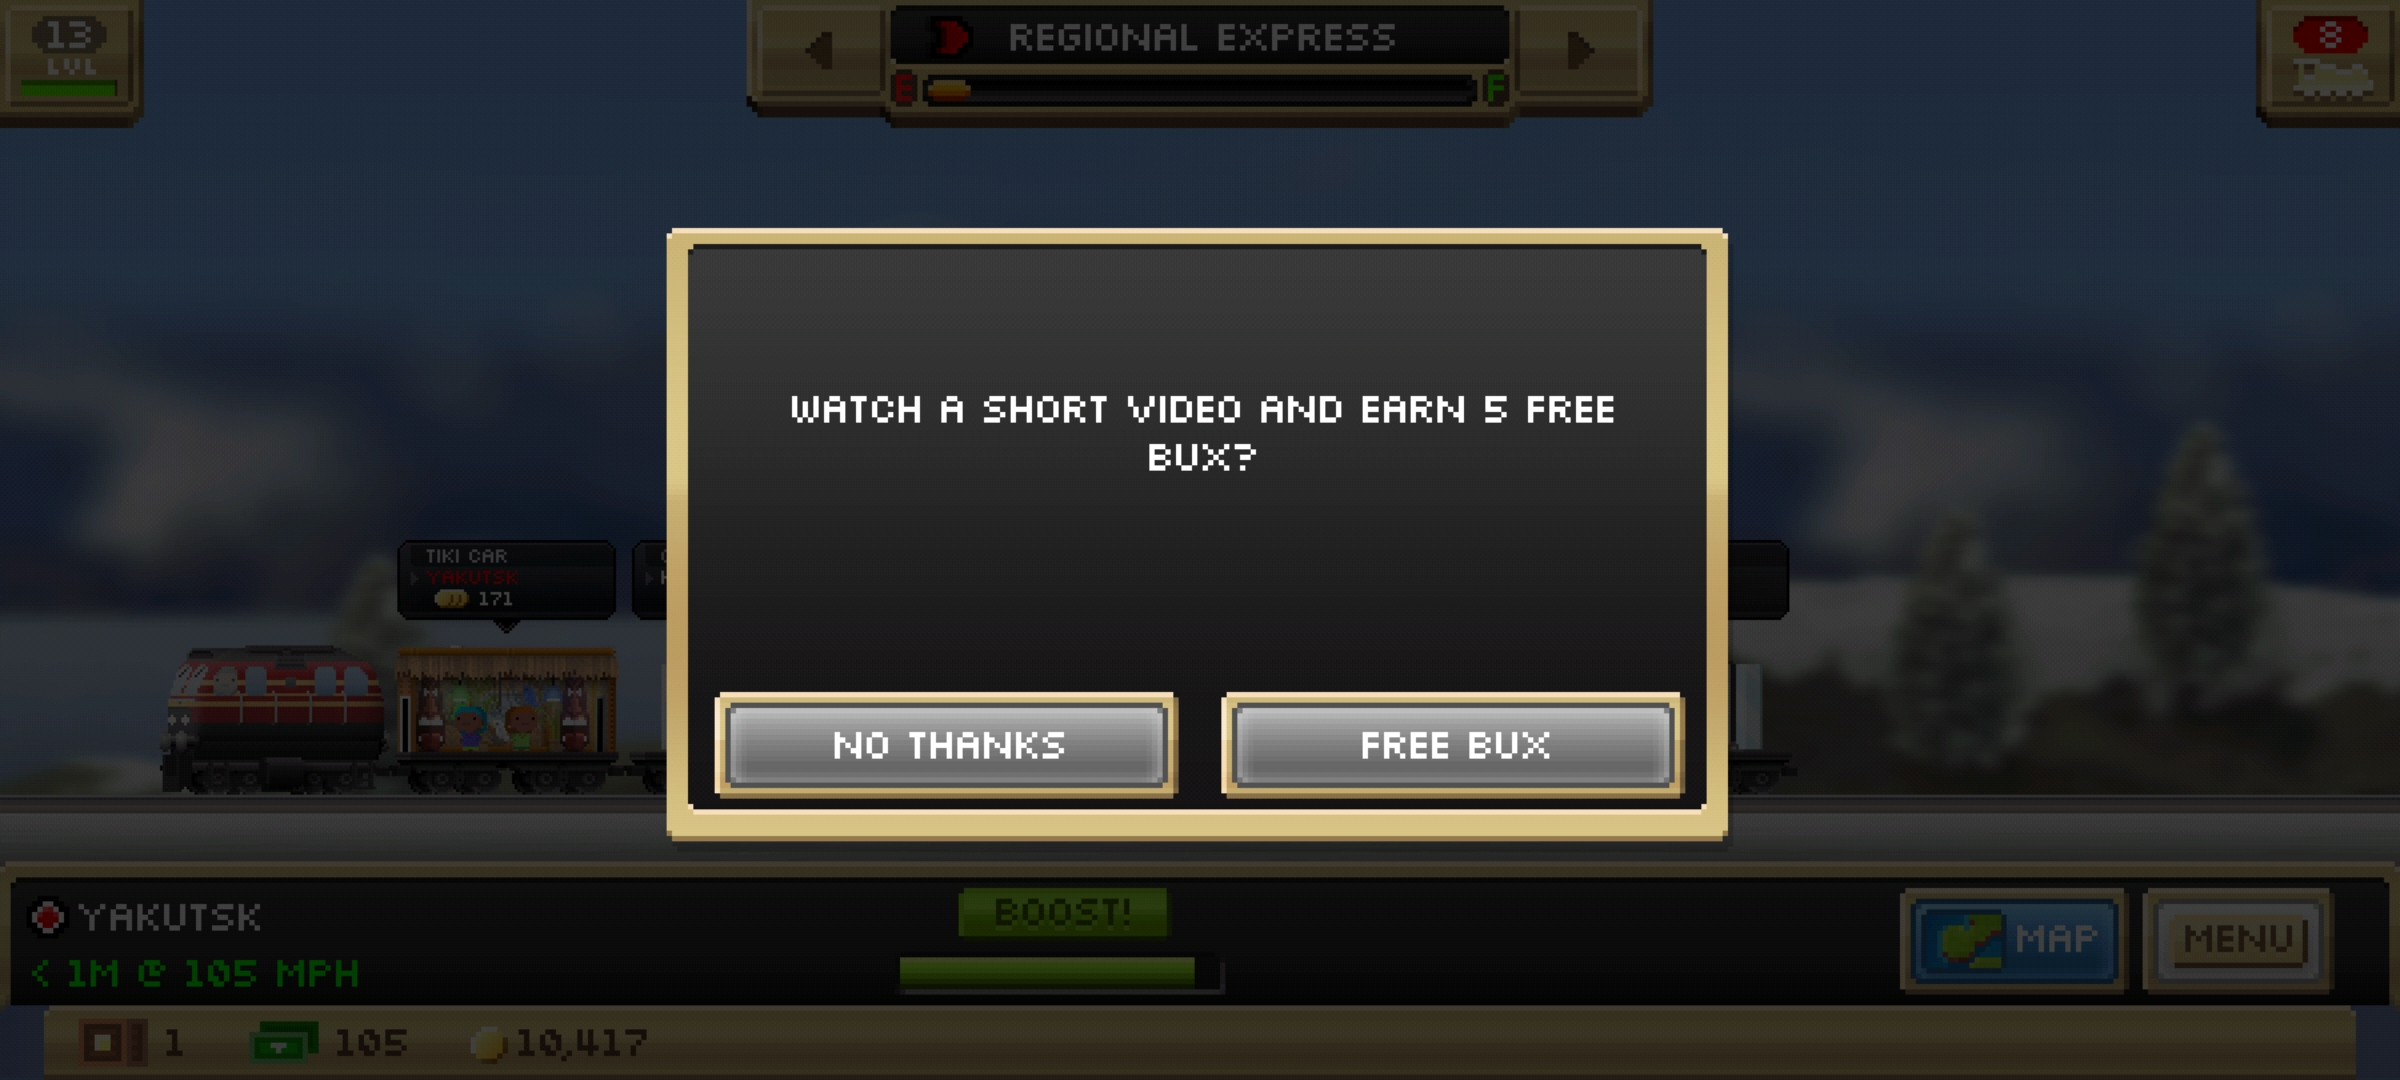 13
LVL
REGIONAL EXPRESS
E F
8
WATCH A SHORT VIDEO AND EARN 5 FREE
BUX?
TIKI CAR
YAKUTSK
171
NO THANKS
FREE BUX
YAKUTSK
< 1M @ 105 MPH
BOOST!
MAP
MENU
1
105
10,417